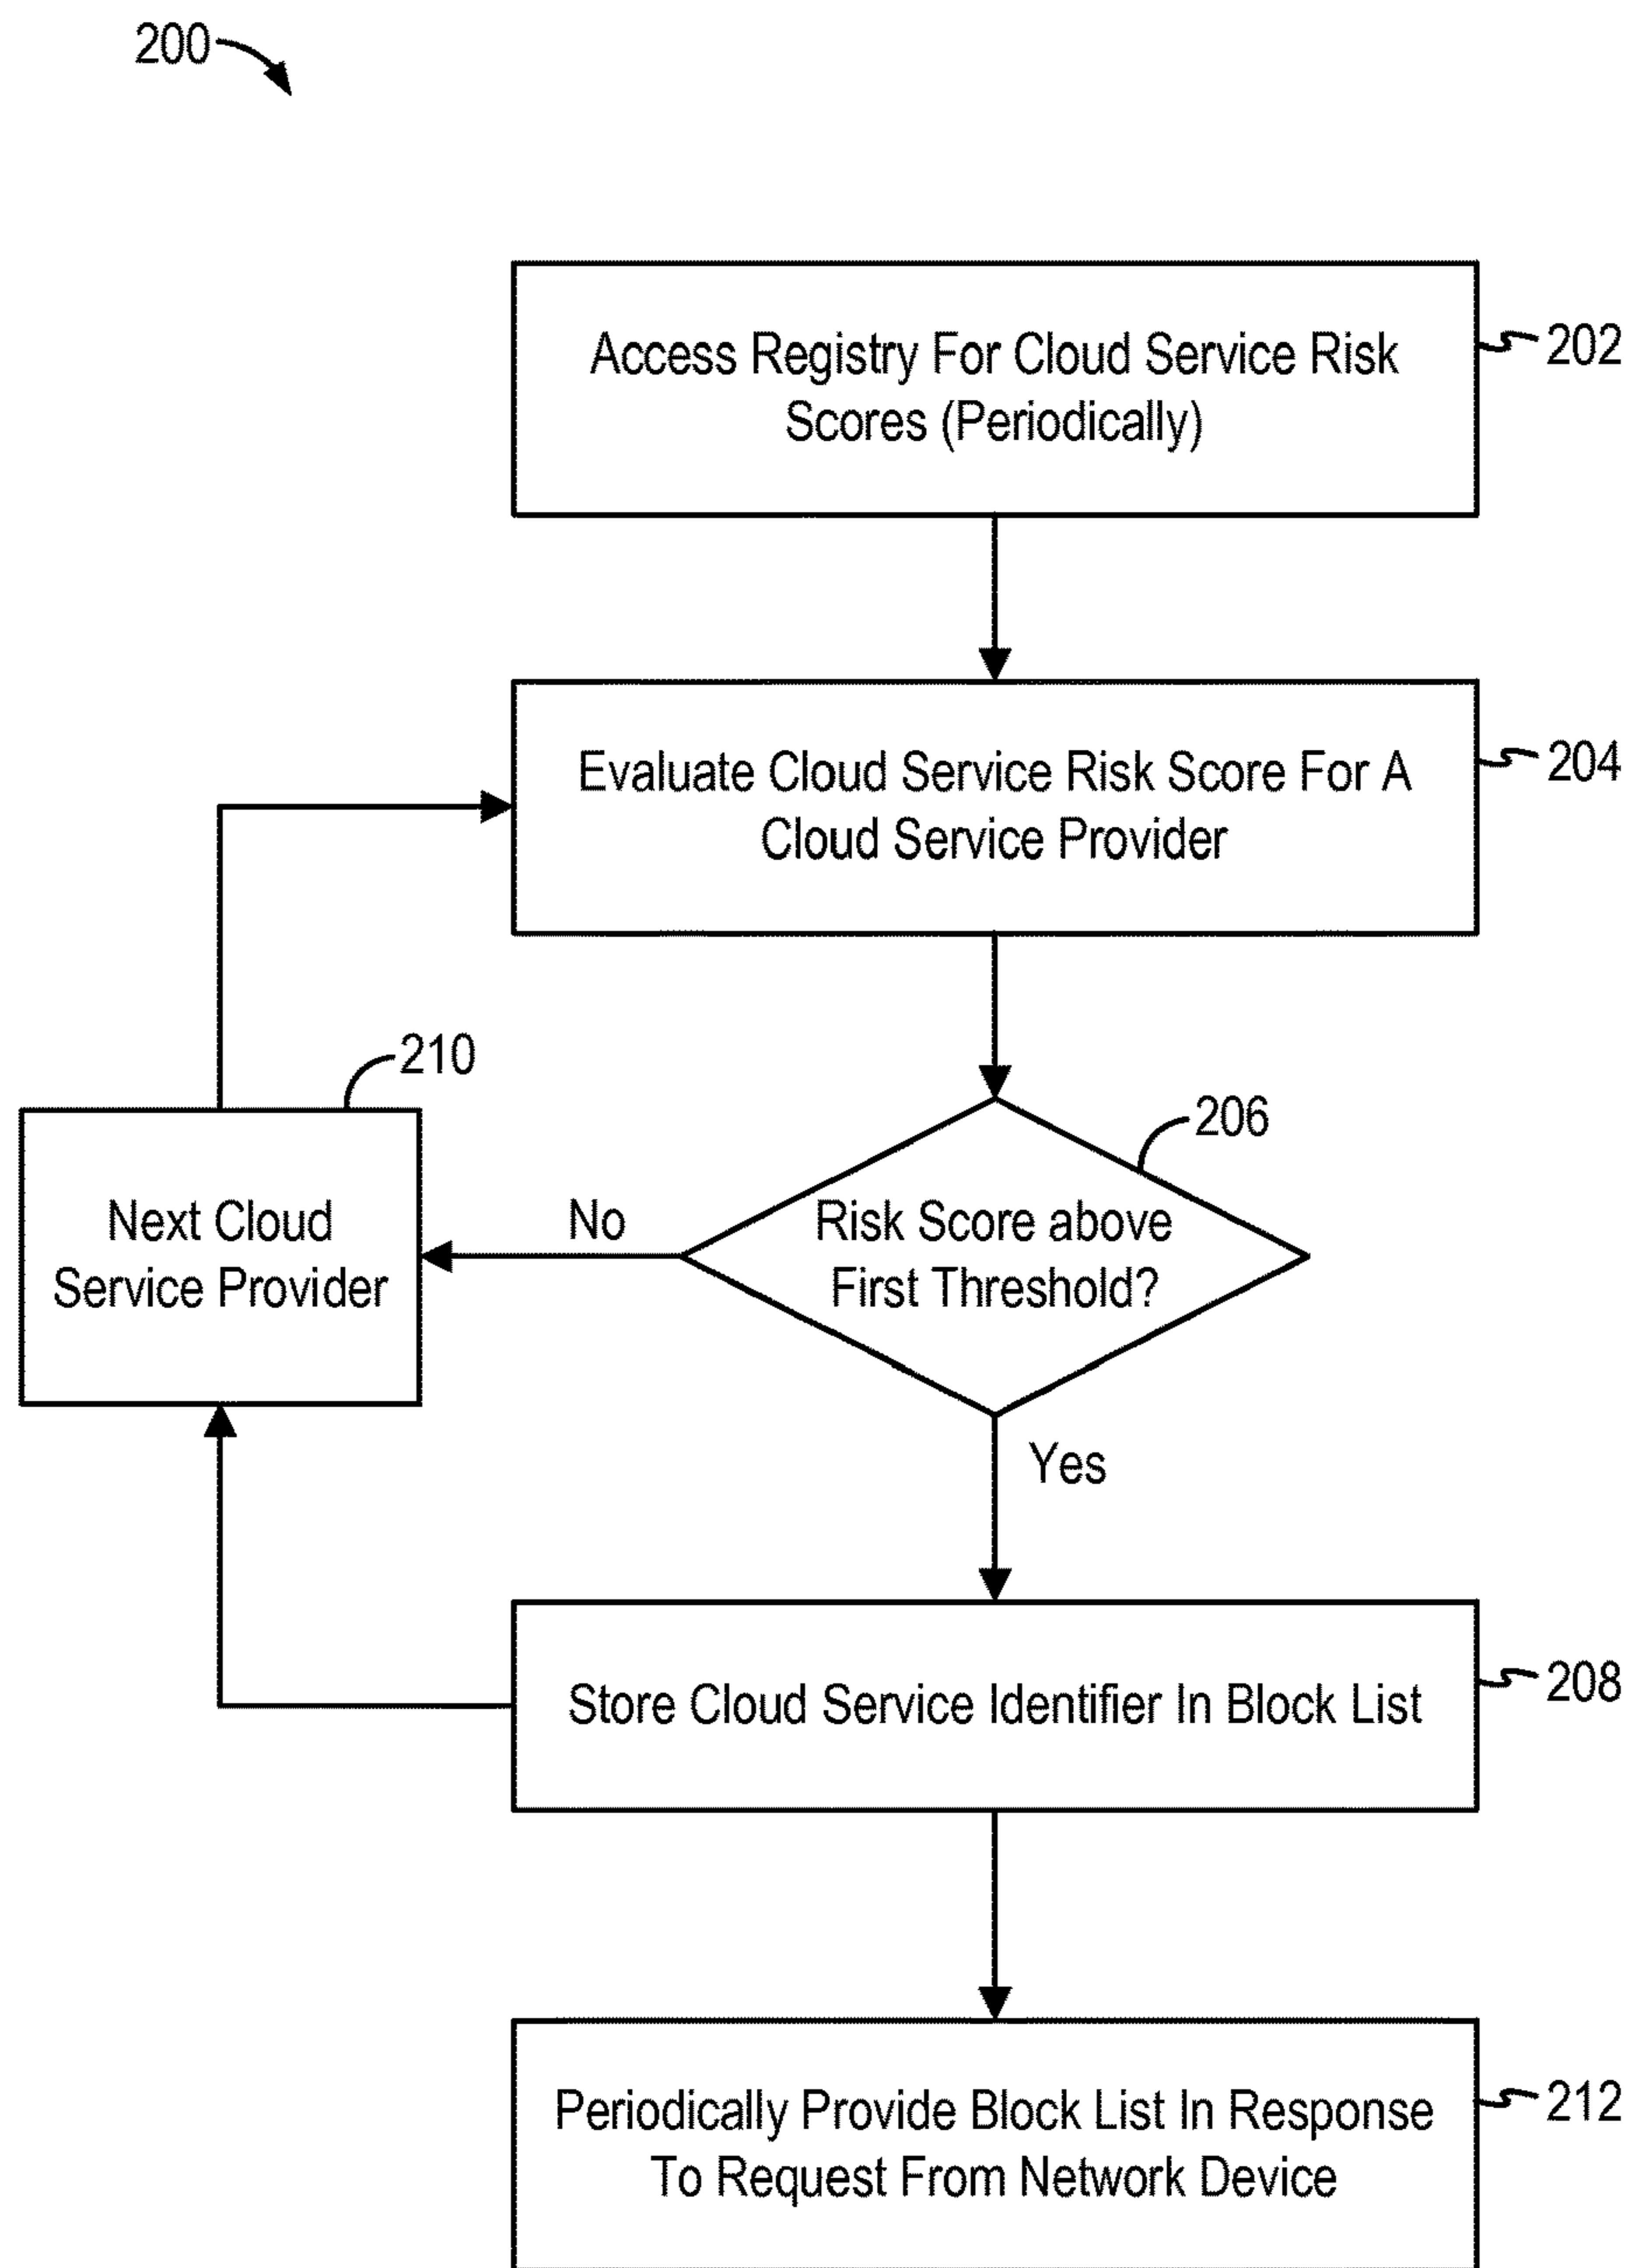 200
Access Registry For Cloud Service Risk
Scores (Periodically)
202
Evaluate Cloud Service Risk Score For A
Cloud Service Provider
204
210
206
Next Cloud
Service Provider
No
Risk Score above
First Threshold?
Yes
Store Cloud Service Identifier In Block List
208
Periodically Provide Block List In Response
To Request From Network Device
212